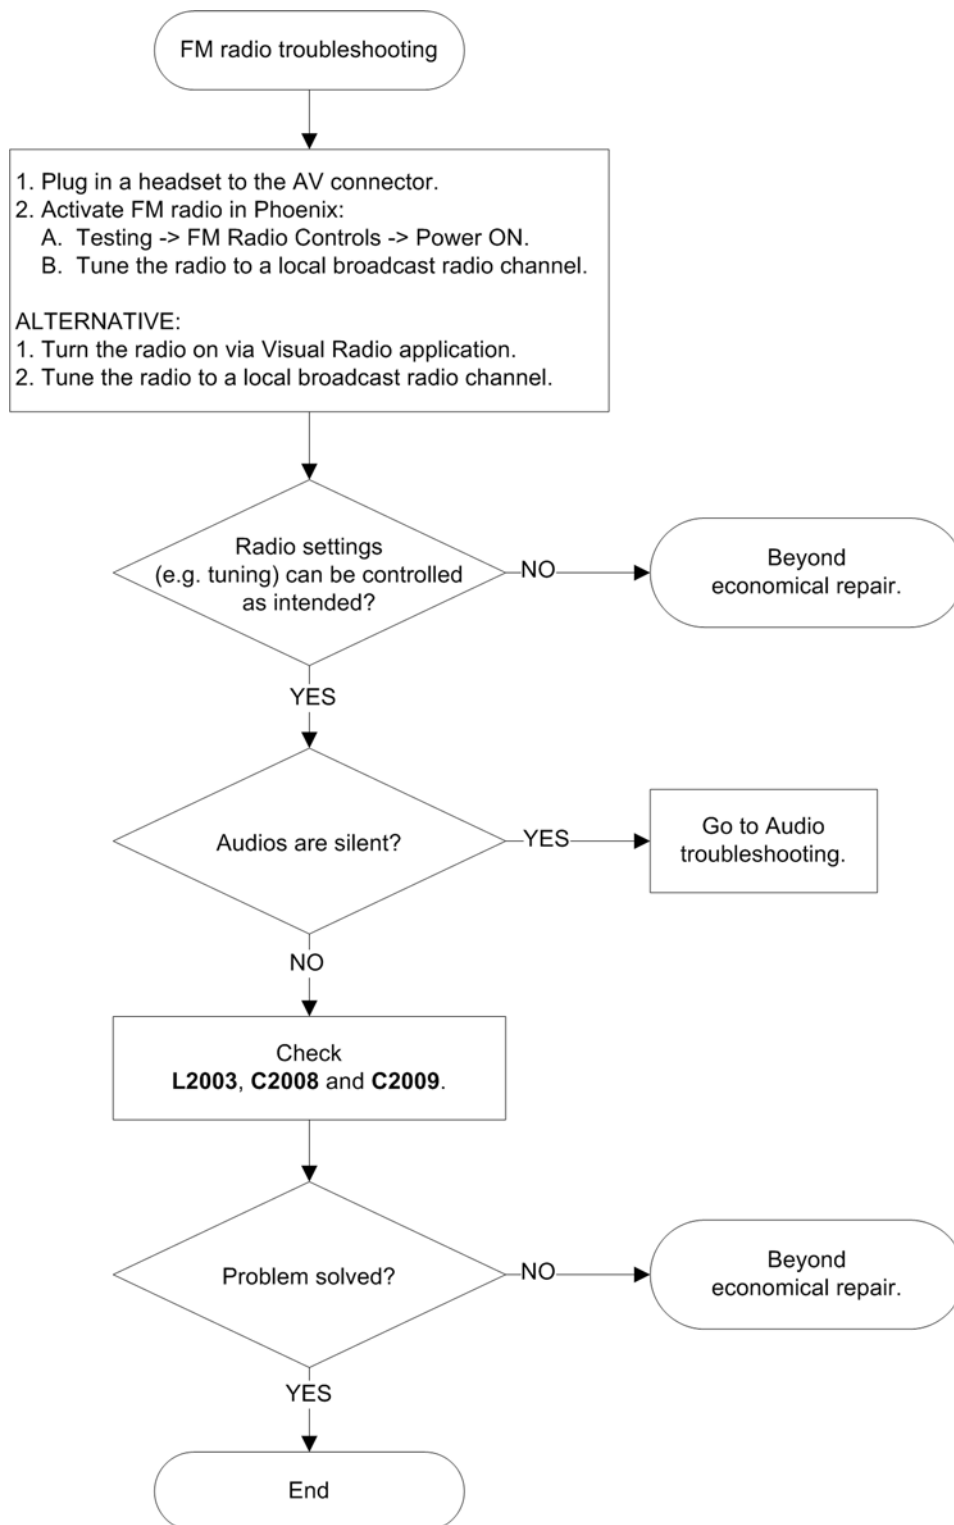 FM radio troubleshooting
1. Plug in a headset to the AV connector.
2. Activate FM radio in Phoenix:
A. Testing -> FM Radio Controls -> Power ON.
B. Tune the radio to a local broadcast radio channel.
ALTERNATIVE:
1. Turn the radio on via Visual Radio application.
2. Tune the radio to a local broadcast radio channel.
Radio settings
(e.g. tuning) can be controlled
as intended?
NO
Beyond
economical repair.
YES
Audios are silent?
YES
Go to Audio
troubleshooting.
NO
Check
L2003, C2008 and C2009.
Problem solved?
NO
Beyond
economical repair.
YES
End